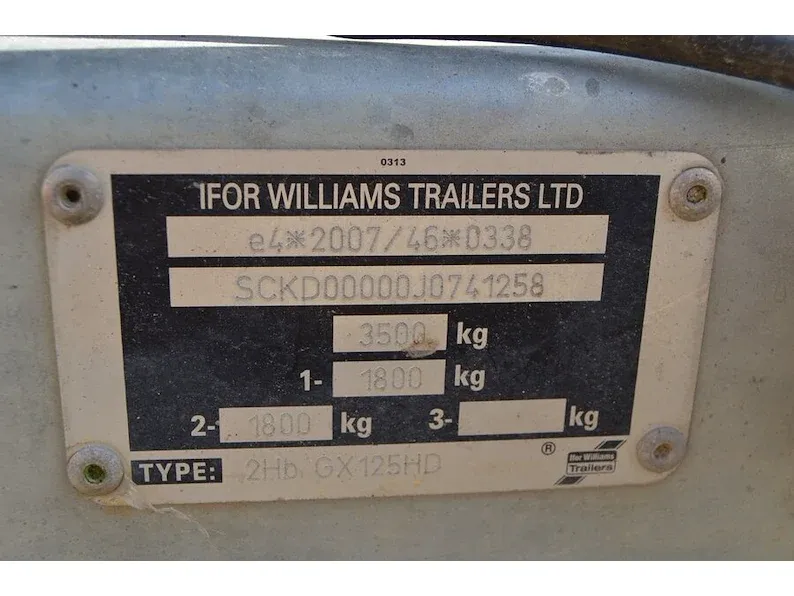 0313
IFOR WILLIAMS TRAILERS LTD
e4*2007/46*0338
SCKD00000J0741258
3500 kg
1- 1800 kg
2- 1800 kg 3- kg
®
TYPE: 2Hb GX125HD
Ifor Williams
Trailers